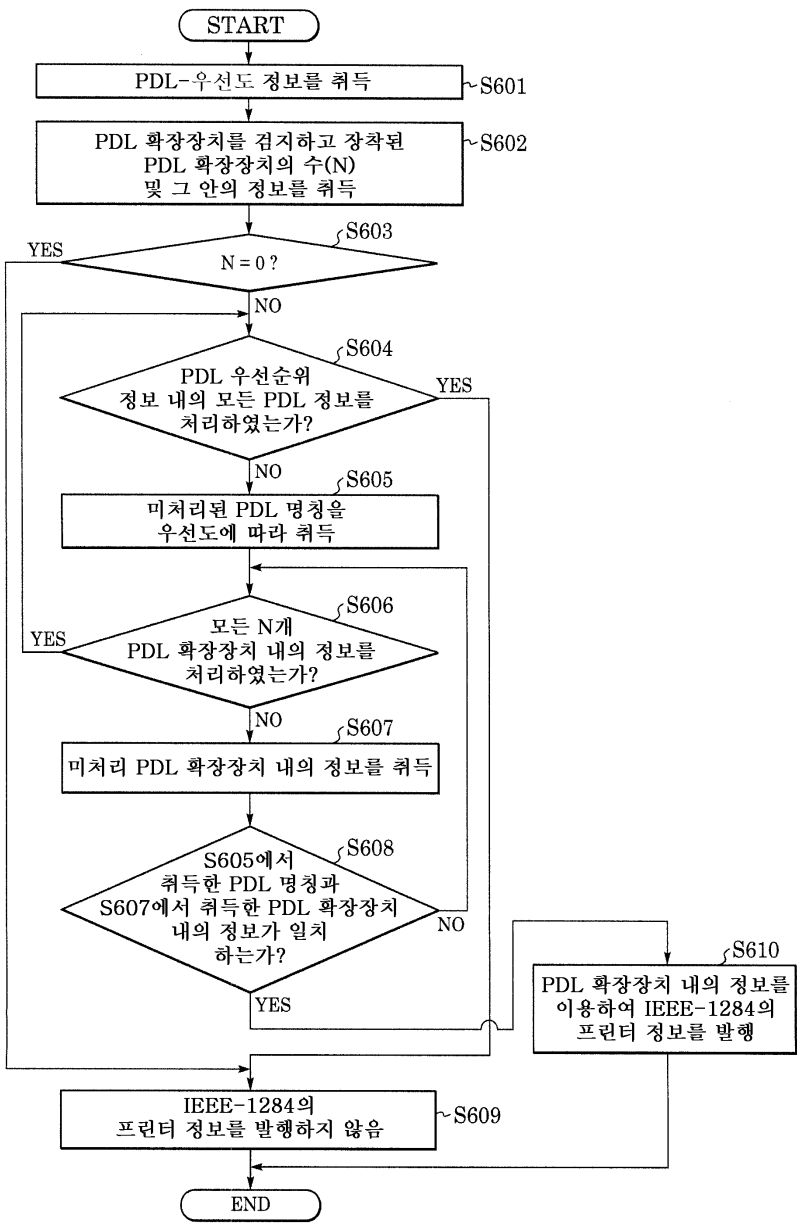 START
PDL-우선도 정보를 취득
S601
PDL 확장장치를 검지하고 장착된
PDL 확장장치의 수(N)
및 그 안의 정보를 취득
S602
S603
YES
N=0?
NO
S604
PDL 우선순위
정보 내의 모든 PDL 정보를
처리하였는가?
YES
NO
S605
미처리된 PDL 명칭을
우선도에 따라 취득
S606
모든 N개
PDL 확장장치 내의 정보를
처리하였는가?
YES
NO
S607
미처리 PDL 확장장치 내의 정보를 취득
S608
S605에서
취득한 PDL 명칭과
S607에서 취득한 PDL 확장장치
내의 정보가 일치
하는가?
NO
YES
S610
PDL 확장장치 내의 정보를
이용하여 IEEE-1284의
프린터 정보를 발행
IEEE-1284의
프린터 정보를 발행하지 않음
S609
END